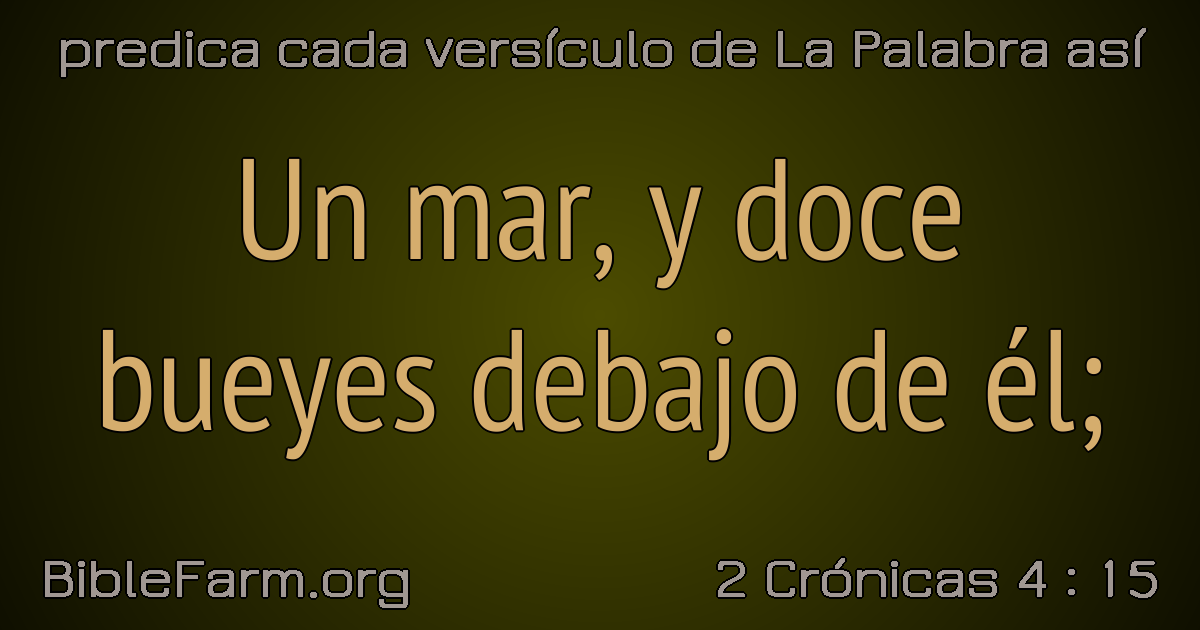 predica cada versículo de La Palabra así
Un mar, y doce
bueyes debajo de él;
BibleFarm.org
2 Crónicas 4 : 15